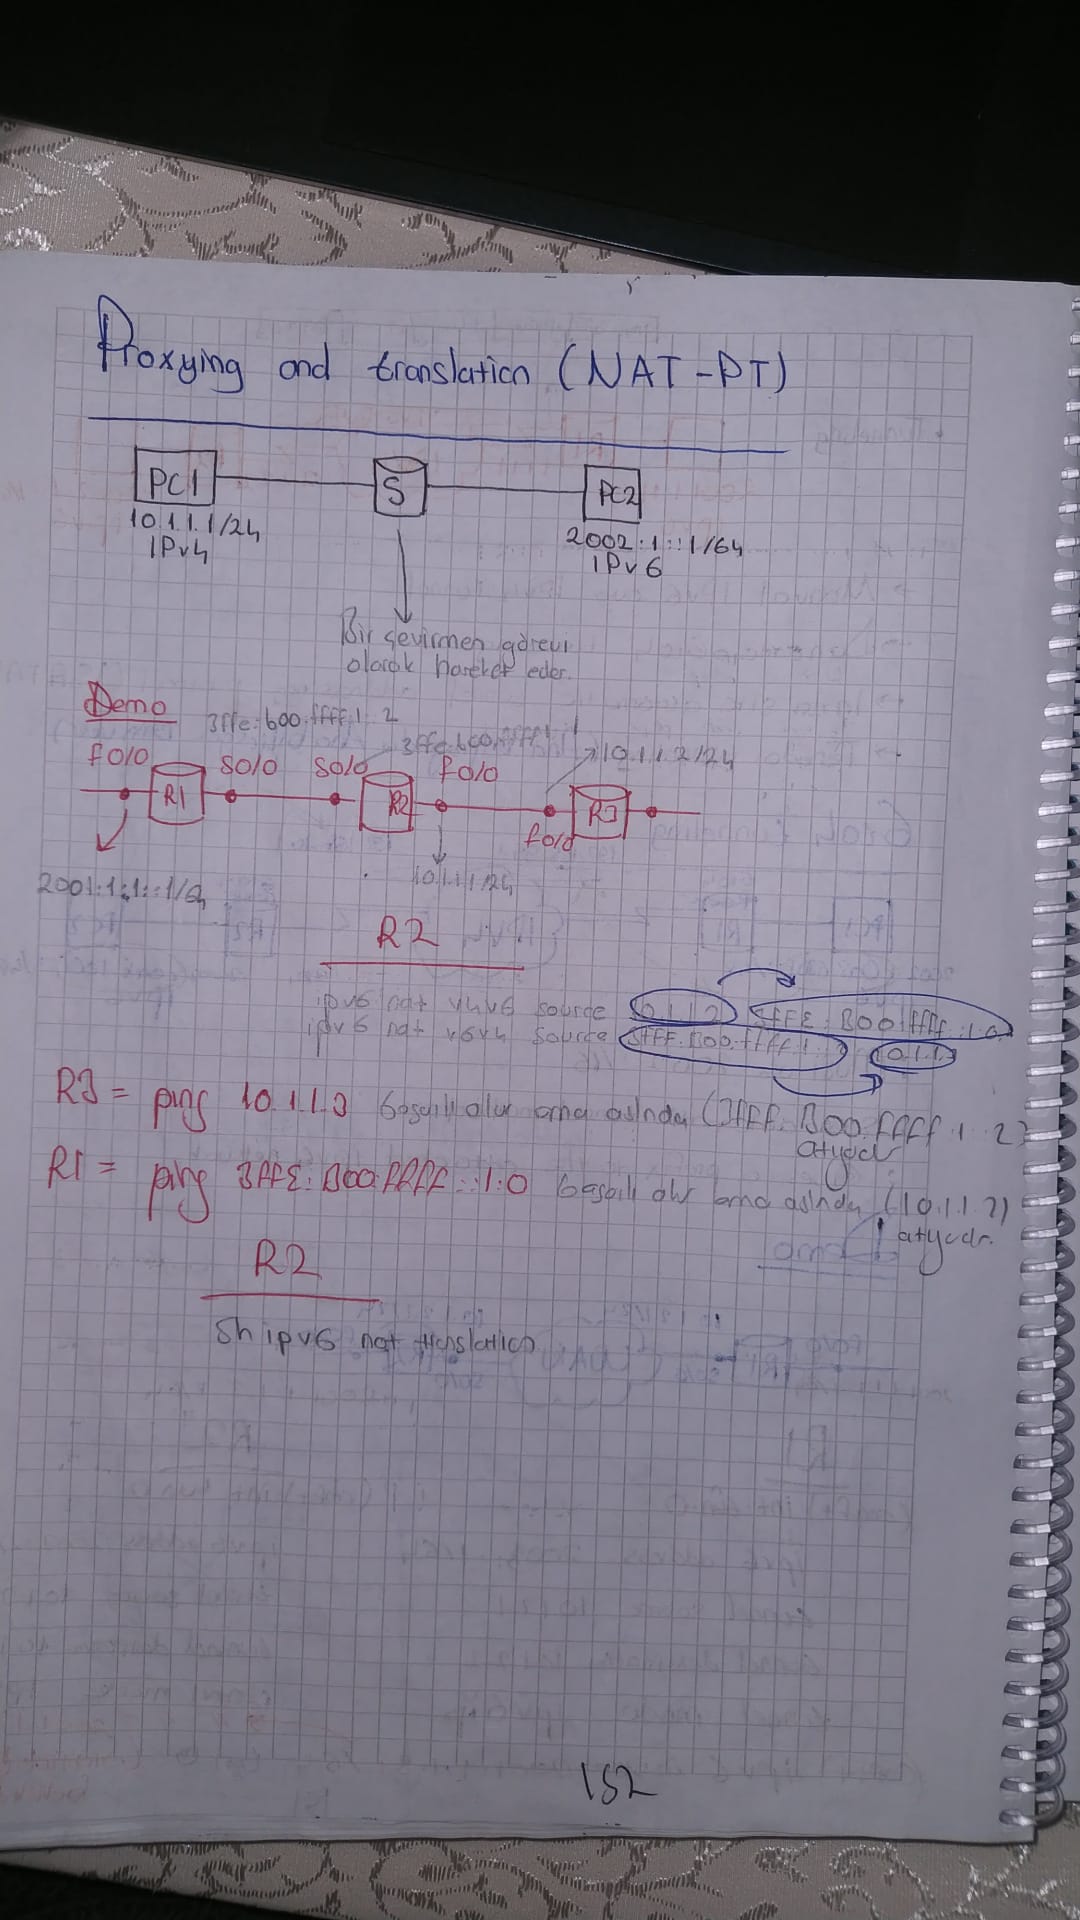 Proxying and translation (NAT-PT)
PC1
S
PC2
10.1.1.1/24
IPv4
2002:1::1/64
IPv6
Bir çevirmen görevi
olarak hareket eder.
Demo
3ffe:b00:ffff:1::2
3ffe:b00:ffff:1::1
10.1.1.2/24
f0/0
S0/0
S0/0
f0/0
R1
R2
R3
f0/0
2001:1:1:1::1/64
10.1.1.1/24
R2
ipv6 nat v4v6 source 10.1.1.2 3FFE:B00:ffff::1:0
ipv6 nat v6v4 source 3FFF:B00:ffff:1::2 10.1.1.3
R3 = ping 10.1.1.3 başarılı olur ama aslında (3FFF:B00:ffff:1::2)
atıyodr
R1 = ping 3FFE:B00:FFFF::1:0 başarılı olur ama aslında (10.1.1.2)
atıyodr.
R2
Sh ipv6 nat translation
152